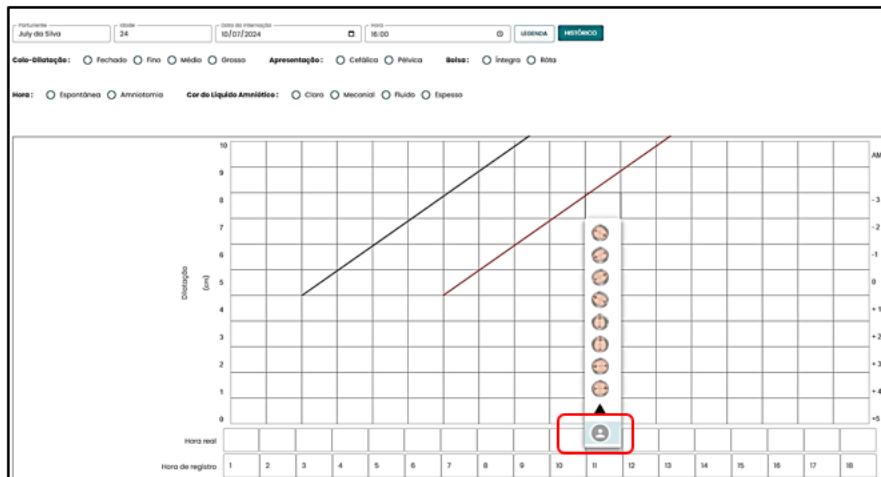 Parturiente Idade Data da Internação Hora
July da Silva 24 10/07/2024 16:00 LEGENDA HISTÓRICO
Colo-Dilatação: Fechado Fino Médio Grosso Apresentação: Cefálica Pélvica Bolsa: Íntegra Rôta
Hora: Espontânea Amniotomia Cor do Líquido Amniótico: Claro Meconial Fluido Espesso
10
AM
9
8 - 3
7 - 2
6 -1
Dilatação (cm)
5 0
4 + 1
3 + 2
2 + 3
1 + 4
0 +5
Hora real
Hora de registro 1 2 3 4 5 6 7 8 9 10 11 12 13 14 15 16 17 18